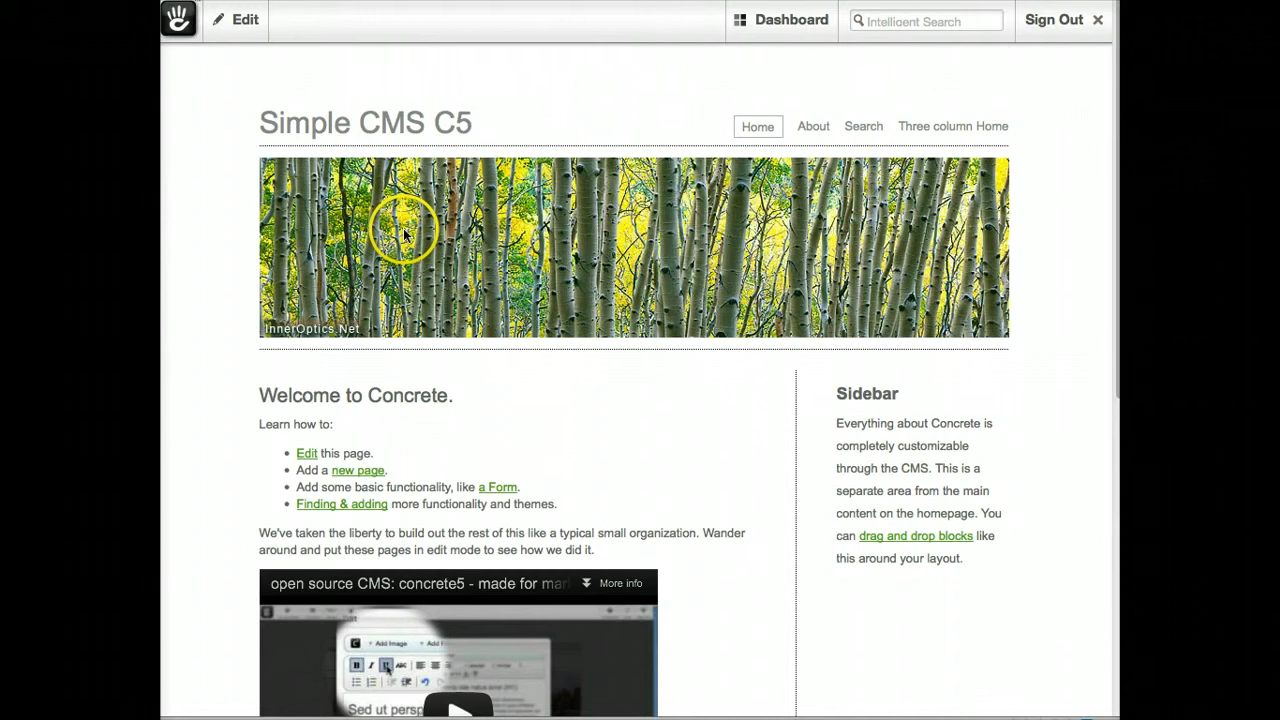 Edit
Dashboard
Intelligent Search
Sign Out ×
Simple CMS C5
Home
About
Search
Three column Home
InnerOptics.Net
Welcome to Concrete.
Learn how to:
• Edit this page.
• Add a new page.
• Add some basic functionality, like a Form.
• Finding & adding more functionality and themes.
We've taken the liberty to build out the rest of this like a typical small organization. Wander
around and put these pages in edit mode to see how we did it.
Sidebar
Everything about Concrete is
completely customizable
through the CMS. This is a
separate area from the main
content on the homepage. You
can drag and drop blocks like
this around your layout.
open source CMS: concrete5 - made for
More info
Add Image
B I U ABC
Sed ut